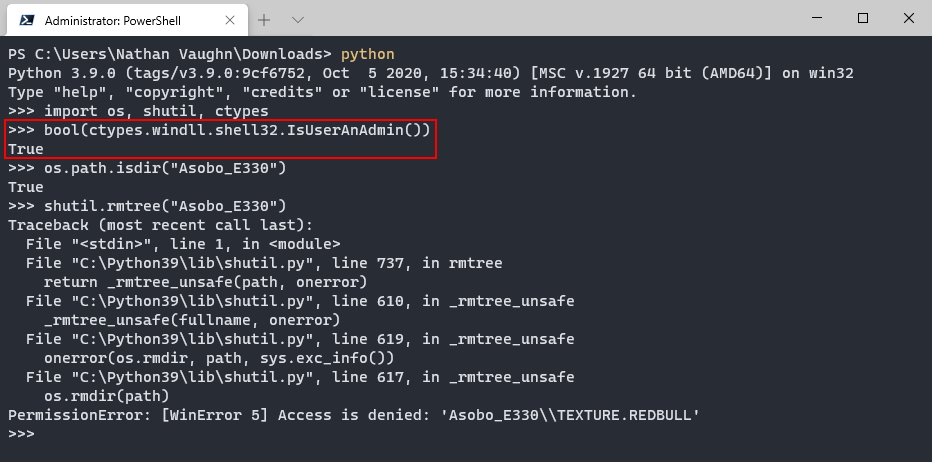 Administrator: PowerShell
PS C:\Users\Nathan Vaughn\Downloads> python
Python 3.9.0 (tags/v3.9.0:9cf6752, Oct  5 2020, 15:34:40) [MSC v.1927 64 bit (AMD64)] on win32
Type "help", "copyright", "credits" or "license" for more information.
>>> import os, shutil, ctypes
>>> bool(ctypes.windll.shell32.IsUserAnAdmin())
True
>>> os.path.isdir("Asobo_E330")
True
>>> shutil.rmtree("Asobo_E330")
Traceback (most recent call last):
  File "<stdin>", line 1, in <module>
  File "C:\Python39\lib\shutil.py", line 737, in rmtree
    return _rmtree_unsafe(path, onerror)
  File "C:\Python39\lib\shutil.py", line 610, in _rmtree_unsafe
    _rmtree_unsafe(fullname, onerror)
  File "C:\Python39\lib\shutil.py", line 619, in _rmtree_unsafe
    onerror(os.rmdir, path, sys.exc_info())
  File "C:\Python39\lib\shutil.py", line 617, in _rmtree_unsafe
    os.rmdir(path)
PermissionError: [WinError 5] Access is denied: 'Asobo_E330\\TEXTURE.REDBULL'
>>>